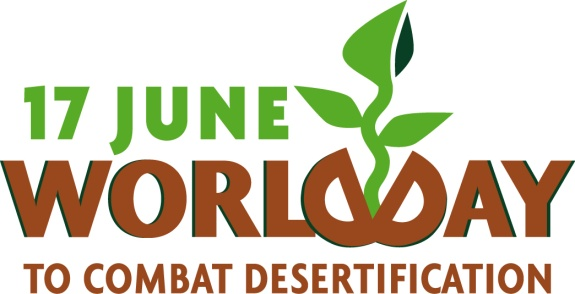 17 JUNE
WORLD DAY
TO COMBAT DESERTIFICATION